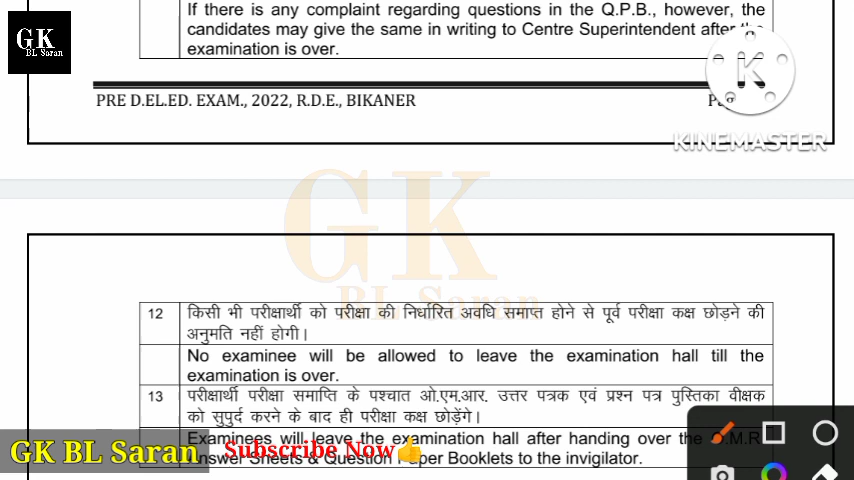 GK
BL Saran
If there is any complaint regarding questions in the Q.P.B., however, the
candidates may give the same in writing to Centre Superintendent after the
examination is over.
PRE D.EL.ED. EXAM., 2022, R.D.E., BIKANER
K
KINEMASTER
GK
BL Saran
12 किसी भी परीक्षार्थी को परीक्षा की निर्धारित अवधि समाप्त होने से पूर्व परीक्षा कक्ष छोड़ने की
अनुमति नहीं होगी।
No examinee will be allowed to leave the examination hall till the
examination is over.
13 परीक्षार्थी परीक्षा समाप्ति के पश्चात ओ.एम.आर. उत्तर पत्रक एवं प्रश्न पत्र पुस्तिका वीक्षक
को सुपुर्द करने के बाद ही परीक्षा कक्ष छोड़ेंगे।
Examinees will leave the examination hall after handing over the O.M.R.
Answer Sheets & Question Paper Booklets to the invigilator.
GK BL Saran
Subscribe Now👍